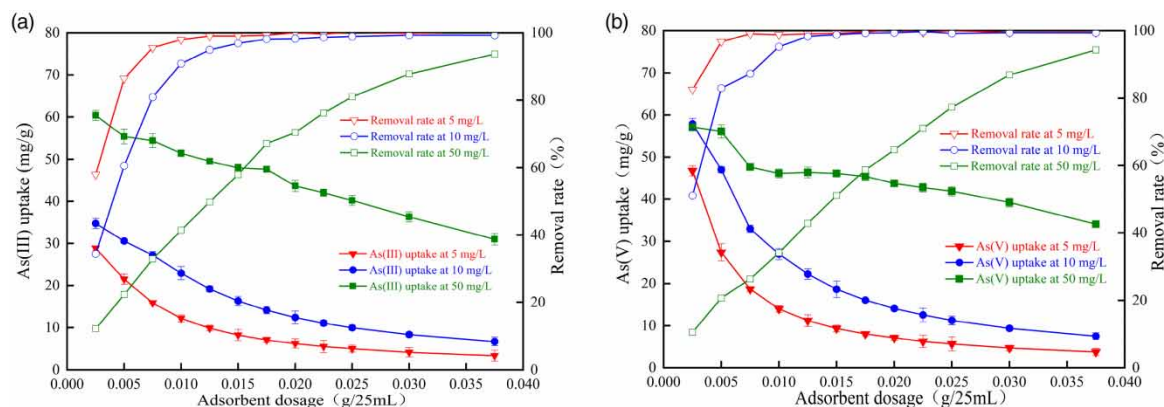 (a)
80
70
60
50
40
30
20
10
0
As(III) uptake (mg/g)
100
80
60
40
20
0
Removal rate（%）
Removal rate at 5 mg/L
Removal rate at 10 mg/L
Removal rate at 50 mg/L
As(III) uptake at 5 mg/L
As(III) uptake at 10 mg/L
As(III) uptake at 50 mg/L
0.000 0.005 0.010 0.015 0.020 0.025 0.030 0.035 0.040
Adsorbent dosage（g/25mL）
(b)
80
70
60
50
40
30
20
10
0
As(V) uptake（mg/g）
100
80
60
40
20
0
Removal rate（%）
Removal rate at 5 mg/L
Removal rate at 10 mg/L
Removal rate at 50 mg/L
As(V) uptake at 5 mg/L
As(V) uptake at 10 mg/L
As(V) uptake at 50 mg/L
0.000 0.005 0.010 0.015 0.020 0.025 0.030 0.035 0.040
Adsorbent dosage（g/25mL）